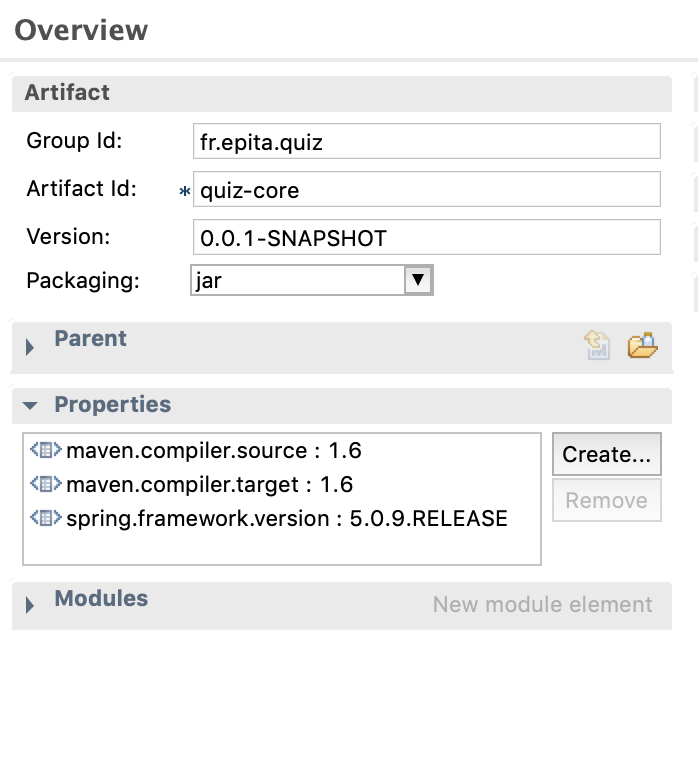 Overview
Artifact
Group Id: fr.epita.quiz
Artifact Id: * quiz-core
Version: 0.0.1-SNAPSHOT
Packaging: jar
Parent
Properties
maven.compiler.source : 1.6
Create...
maven.compiler.target : 1.6
Remove
spring.framework.version : 5.0.9.RELEASE
Modules
New module element